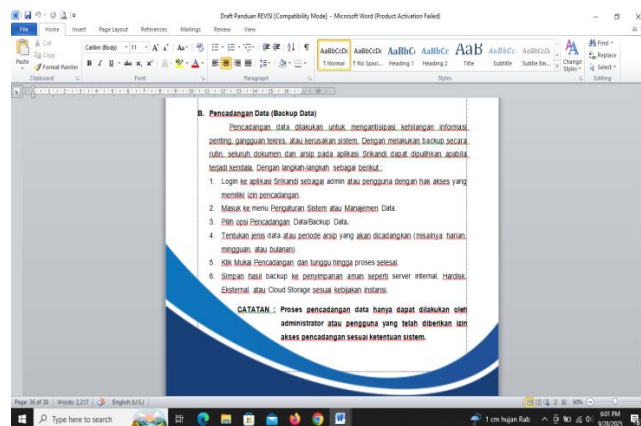 Draft Panduan REVISI [Compatibility Mode] - Microsoft Word (Product Activation Failed)
File Home Insert Page Layout References Mailings Review View
Cut
Copy
Paste
Format Painter
Calibri (Body) 11
AaBbCcDc AaBbCcDc AaBbC AaBbCc AaB AaBbCc. AaBbCcDc
¶ Normal ¶ No Spaci... Heading 1 Heading 2 Title Subtitle Subtle Em...
Change Styles
Find
Replace
Select
Clipboard Font Paragraph Styles Editing
B. Pencadangan Data (Backup Data)
Pencadangan data dilakukan untuk mengantisipasi kehilangan informasi
penting, gangguan teknis, atau kerusakan sistem. Dengan melakukan backup secara
rutin, seluruh dokumen dan arsip pada aplikasi Srikandi dapat dipulihkan apabila
terjadi kendala. Dengan langkah-langkah sebagai berikut :
1. Login ke aplikasi Srikandi sebagai admin atau pengguna dengan hak akses yang
memiliki izin pencadangan.
2. Masuk ke menu Pengaturan Sistem atau Manajemen Data.
3. Pilih opsi Pencadangan Data/Backup Data.
4. Tentukan jenis data atau periode arsip yang akan dicadangkan (misalnya: harian,
mingguan, atau bulanan).
5. Klik Mukai Pencadangan dan tunggu hingga proses selesai.
6. Simpan hasil backup ke penyimpanan aman seperti server internal, Hardisk
Eksternal, atau Cloud Storage sesuai kebijakan instansi.
CATATAN : Proses pencadangan data hanya dapat dilakukan oleh
administrator atau pengguna yang telah diberikan izin
akses pencadangan sesuai ketentuan sistem.
Page: 36 of 38 Words: 2,217 English (U.S.) 90%
Type here to search
1 cm hujan Rab
6:01 PM
9/28/2025